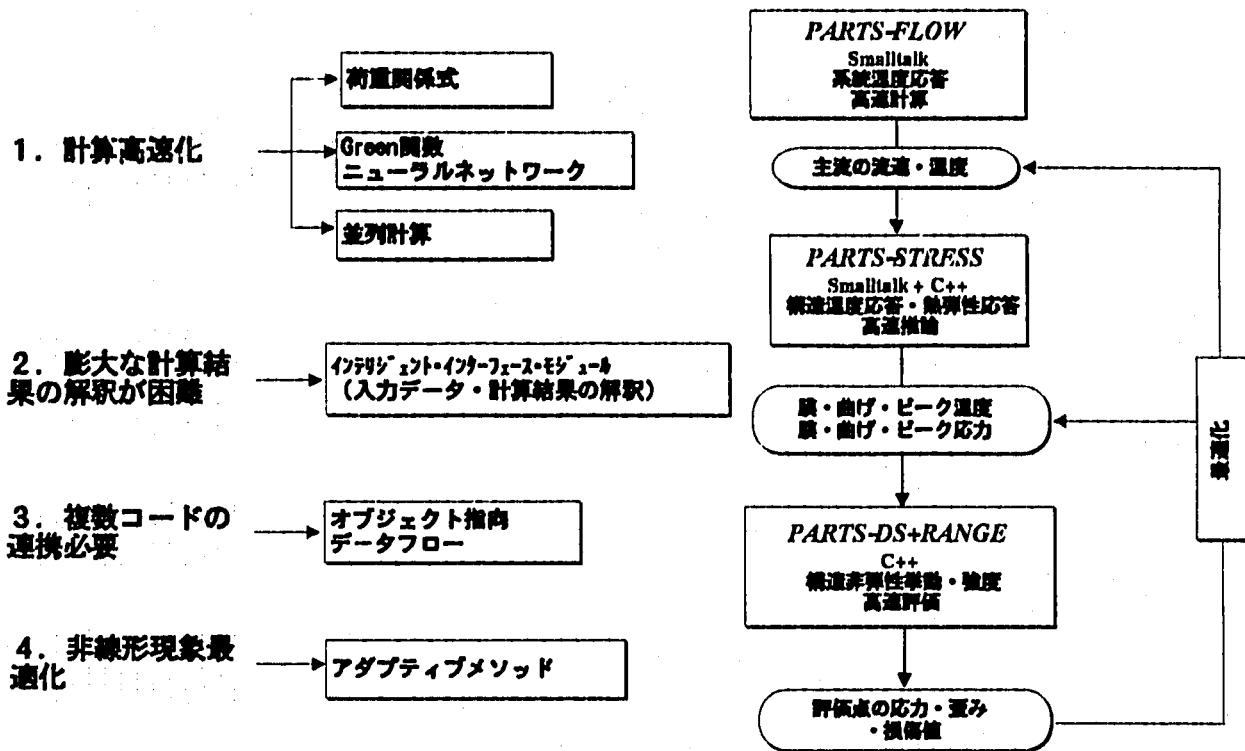 1. 計算高速化
荷重関係式
Green関数
ニューラルネットワーク
並列計算
2. 膨大な計算結
果の解釈が困難
インテリジェント・インターフェース・モジュール
(入力データ・計算結果の解釈)
3. 複数コードの
連携必要
オブジェクト指向
データフロー
4. 非線形現象最
適化
アダプティブメソッド
PARTS-FLOW
Smalltalk
系統温度応答
高速計算
主流の流速・温度
PARTS-STRESS
Smalltalk + C++
構造温度応答・熱弾性応答
高速推論
膜・曲げ・ピーク温度
膜・曲げ・ピーク応力
PARTS-DS+RANGE
C++
構造非弾性挙動・強度
高速評価
評価点の応力・歪み
・損傷値
最適化